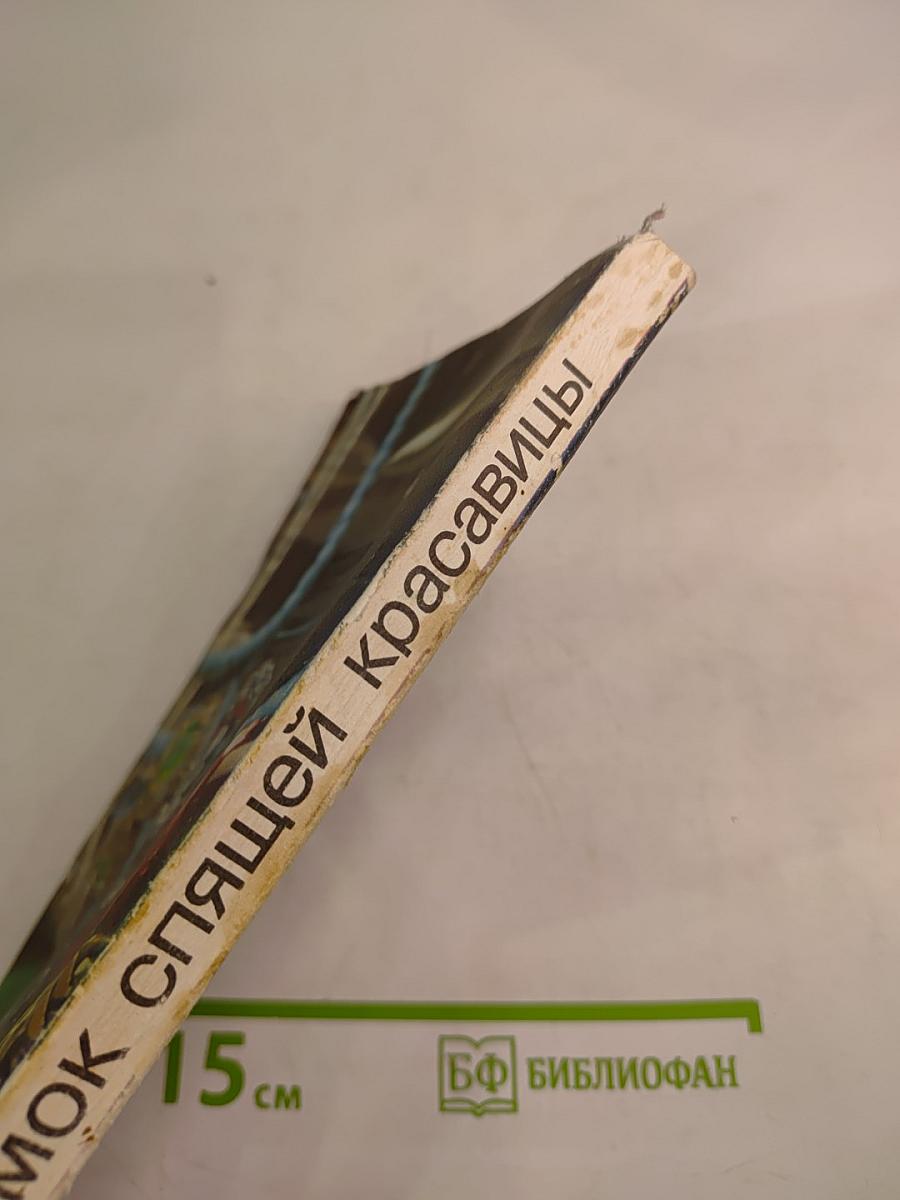 мок спящей красавицы
15 см
БФ БИБЛИОФАН